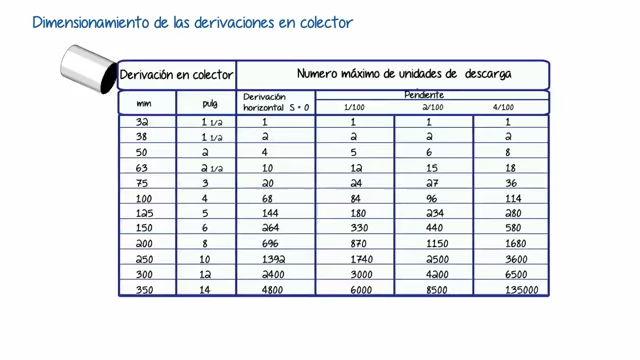 Dimensionamiento de las derivaciones en colector
Derivación en colector Numero máximo de unidades de descarga
mm pulg Derivación horizontal S = 0 Pendiente
1/100 2/100 4/100
32 1 1/2 1 1 1 1
38 1 1/2 2 2 2 2
50 2 4 5 6 8
63 2 1/2 10 12 15 18
75 3 20 24 27 36
100 4 68 84 96 114
125 5 144 180 234 280
150 6 264 330 440 580
200 8 696 870 1150 1680
250 10 1392 1740 2500 3600
300 12 2400 3000 4200 6500
350 14 4800 6000 8500 135000